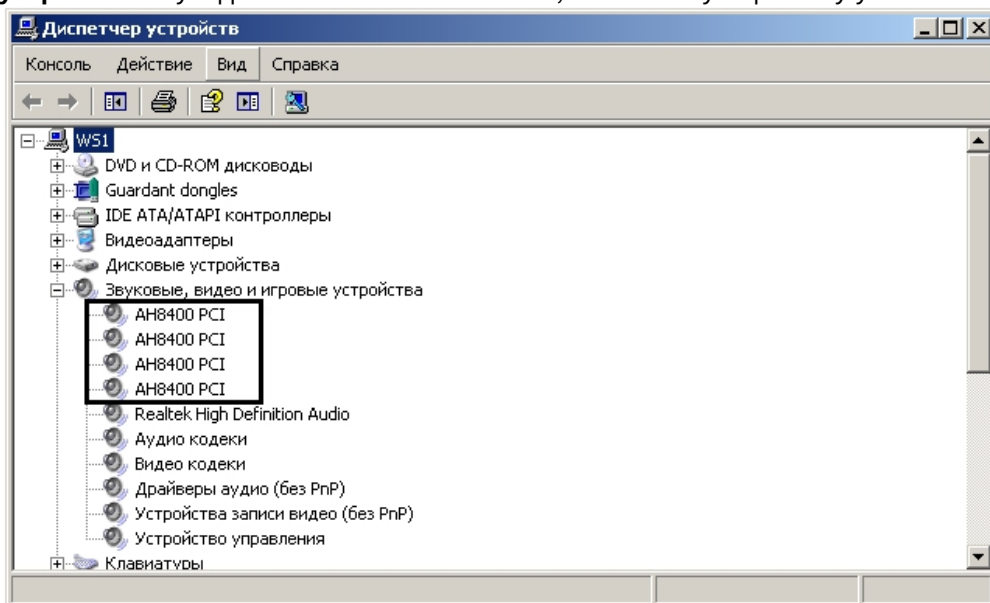 Диспетчер устройств
Консоль Действие Вид Справка
WS1
DVD и CD-ROM дисководы
Guardant dongles
IDE ATA/ATAPI контроллеры
Видеоадаптеры
Дисковые устройства
Звуковые, видео и игровые устройства
AH8400 PCI
AH8400 PCI
AH8400 PCI
AH8400 PCI
Realtek High Definition Audio
Аудио кодеки
Видео кодеки
Драйверы аудио (без PnP)
Устройства записи видео (без PnP)
Устройство управления
Клавиатуры